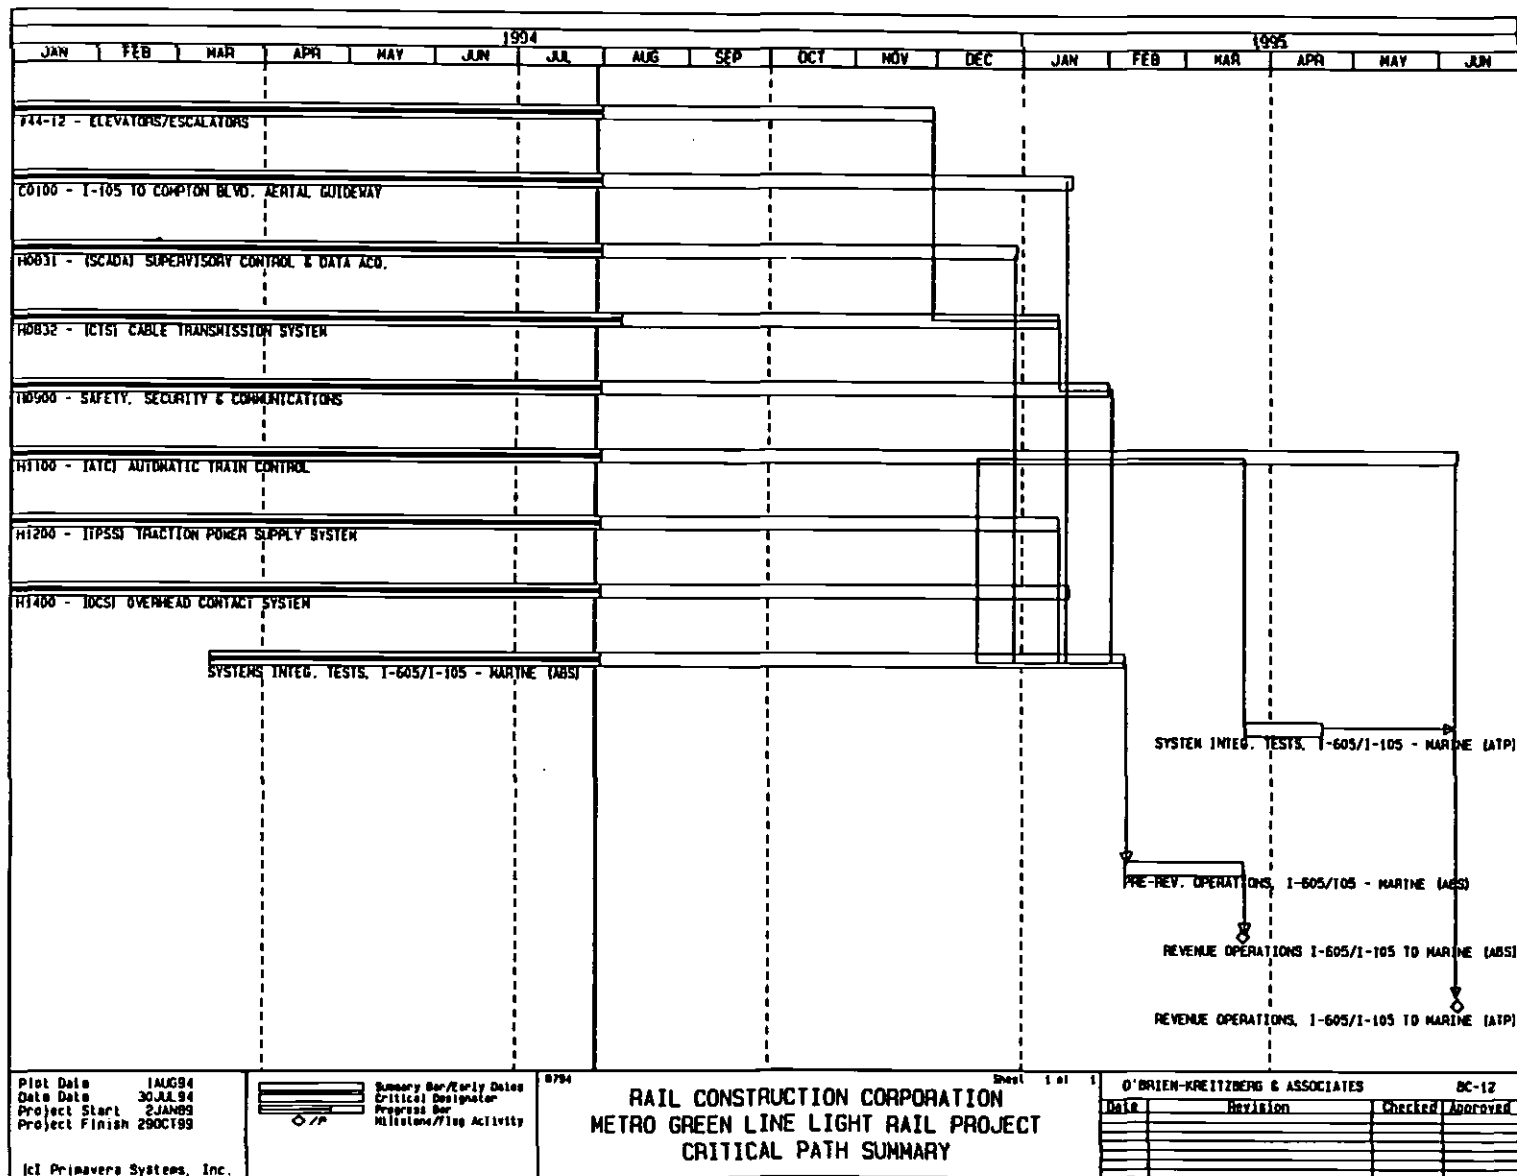 1994 1995
JAN FEB MAR APR MAY JUN JUL AUG SEP OCT NOV DEC JAN FEB MAR APR MAY JUN
F44-12 - ELEVATORS/ESCALATORS
C0100 - I-105 TO COMPTON BLVD. AERIAL GUIDEWAY
H0831 - (SCADA) SUPERVISORY CONTROL & DATA ACQ.
H0832 - (CTS) CABLE TRANSMISSION SYSTEM
H0900 - SAFETY, SECURITY & COMMUNICATIONS
H1100 - (ATC) AUTOMATIC TRAIN CONTROL
H1200 - (TPSS) TRACTION POWER SUPPLY SYSTEM
H1400 - (OCS) OVERHEAD CONTACT SYSTEM
SYSTEMS INTEG. TESTS, I-605/I-105 - MARINE (ABS)
SYSTEM INTEG. TESTS, I-605/I-105 - MARINE (ATP)
PRE-REV. OPERATIONS, I-605/105 - MARINE (ABS)
REVENUE OPERATIONS I-605/I-105 TO MARINE (ABS)
REVENUE OPERATIONS, I-605/I-105 TO MARINE (ATP)
Plot Date 1AUG94
Data Date 30JUL94
Project Start 2JAN89
Project Finish 29OCT99
(c) Primavera Systems, Inc.
Summary Bar/Early Dates
Critical Designator
Progress Bar
/P Milestone/Flag Activity
0794
Sheet 1 of 1
RAIL CONSTRUCTION CORPORATION
METRO GREEN LINE LIGHT RAIL PROJECT
CRITICAL PATH SUMMARY
O'BRIEN-KREITZBERG & ASSOCIATES BC-12
Date Revision Checked Approved